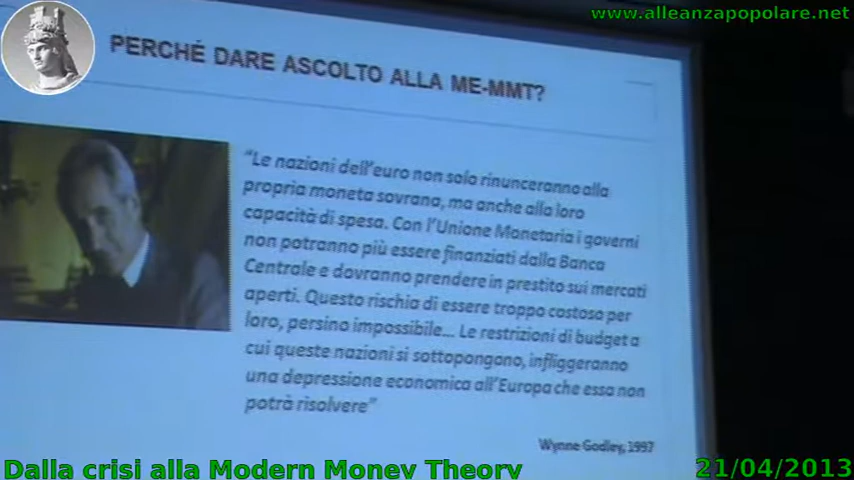 www.alleanzapopolare.net
PERCHÉ DARE ASCOLTO ALLA ME-MMT?
"Le nazioni dell'euro non solo rinunceranno alla
propria moneta sovrana, ma anche alla loro
capacità di spesa. Con l'Unione Monetaria i governi
non potranno più essere finanziati dalla Banca
Centrale e dovranno prendere in prestito sui mercati
aperti. Questo rischia di essere troppo costoso per
loro, persino impossibile... Le restrizioni di budget a
cui queste nazioni si sottopongono, infliggeranno
una depressione economica all'Europa che essa non
potrà risolvere"
Wynne Godley, 1997
Dalla crisi alla Modern Money Theory
21/04/2013